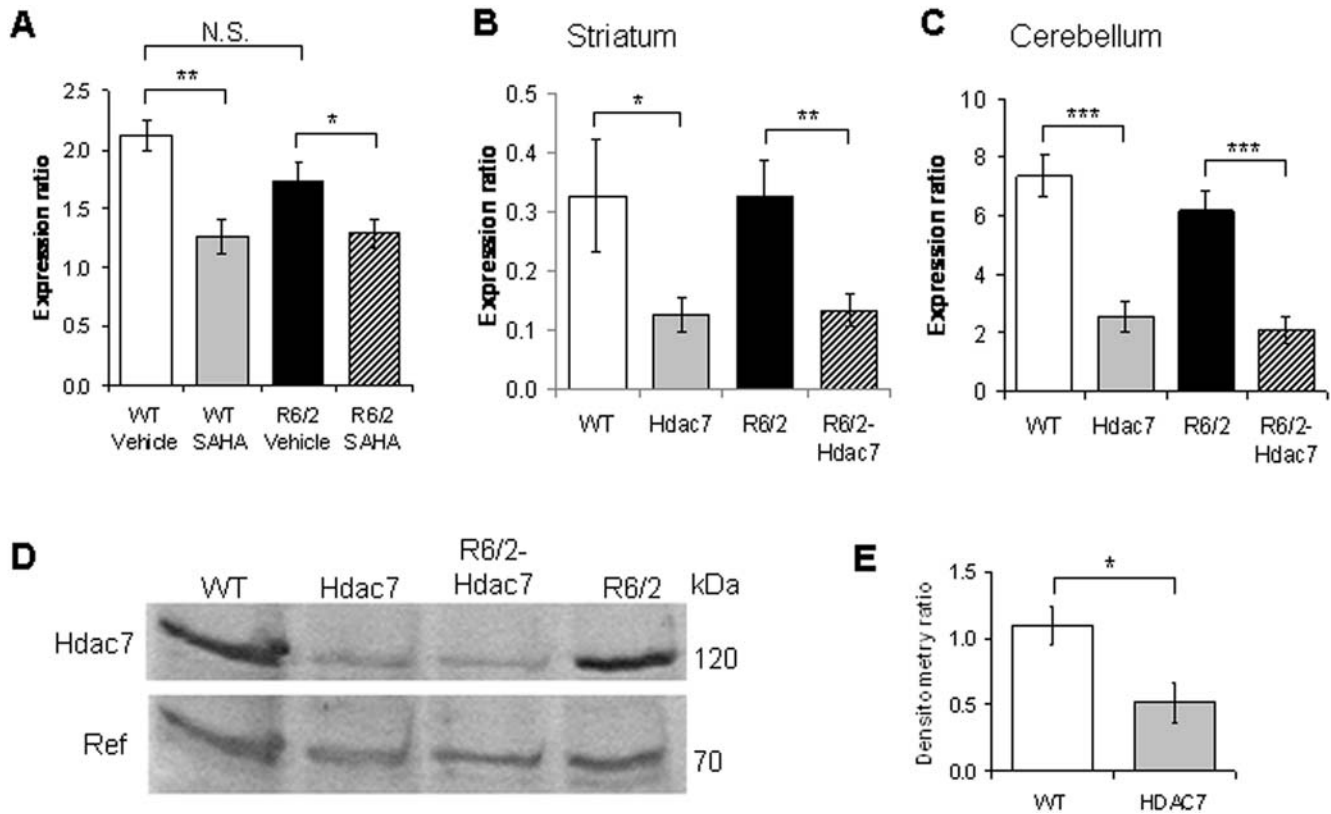 A
N.S.
**
*
Expression ratio
2.5
2.0
1.5
1.0
0.5
0.0
WT Vehicle
WT SAHA
R6/2 Vehicle
R6/2 SAHA
B
Striatum
*
**
Expression ratio
0.5
0.4
0.3
0.2
0.1
0.0
WT
Hdac7
R6/2
R6/2-Hdac7
C
Cerebellum
***
***
Expression ratio
10
8
6
4
2
0
WT
Hdac7
R6/2
R6/2-Hdac7
D
WT
Hdac7
R6/2-Hdac7
R6/2
kDa
Hdac7
120
Ref
70
E
*
Densitometry ratio
1.5
1.0
0.5
0.0
WT
HDAC7